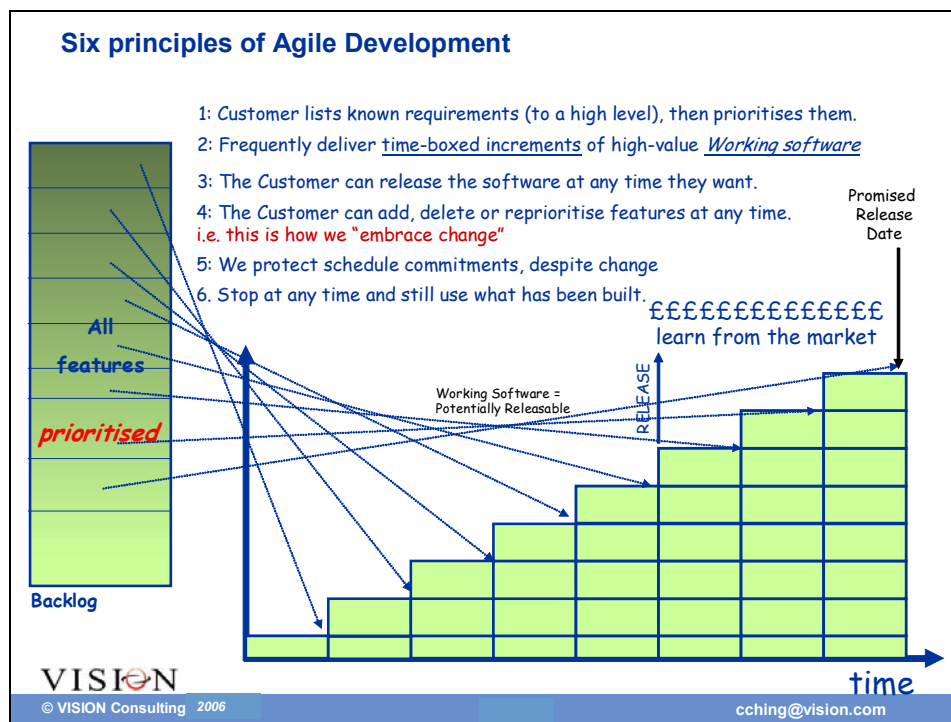 Six principles of Agile Development
1: Customer lists known requirements (to a high level), then prioritises them.
2: Frequently deliver time-boxed increments of high-value Working software
3: The Customer can release the software at any time they want.
4: The Customer can add, delete or reprioritise features at any time.
i.e. this is how we “embrace change”
5: We protect schedule commitments, despite change
6. Stop at any time and still use what has been built.
Promised
Release
Date
££££££££££££££
learn from the market
All
features
prioritised
Working Software =
Potentially Releasable
RELEASE
Backlog
time
VISION
© VISION Consulting 2006
cching@vision.com